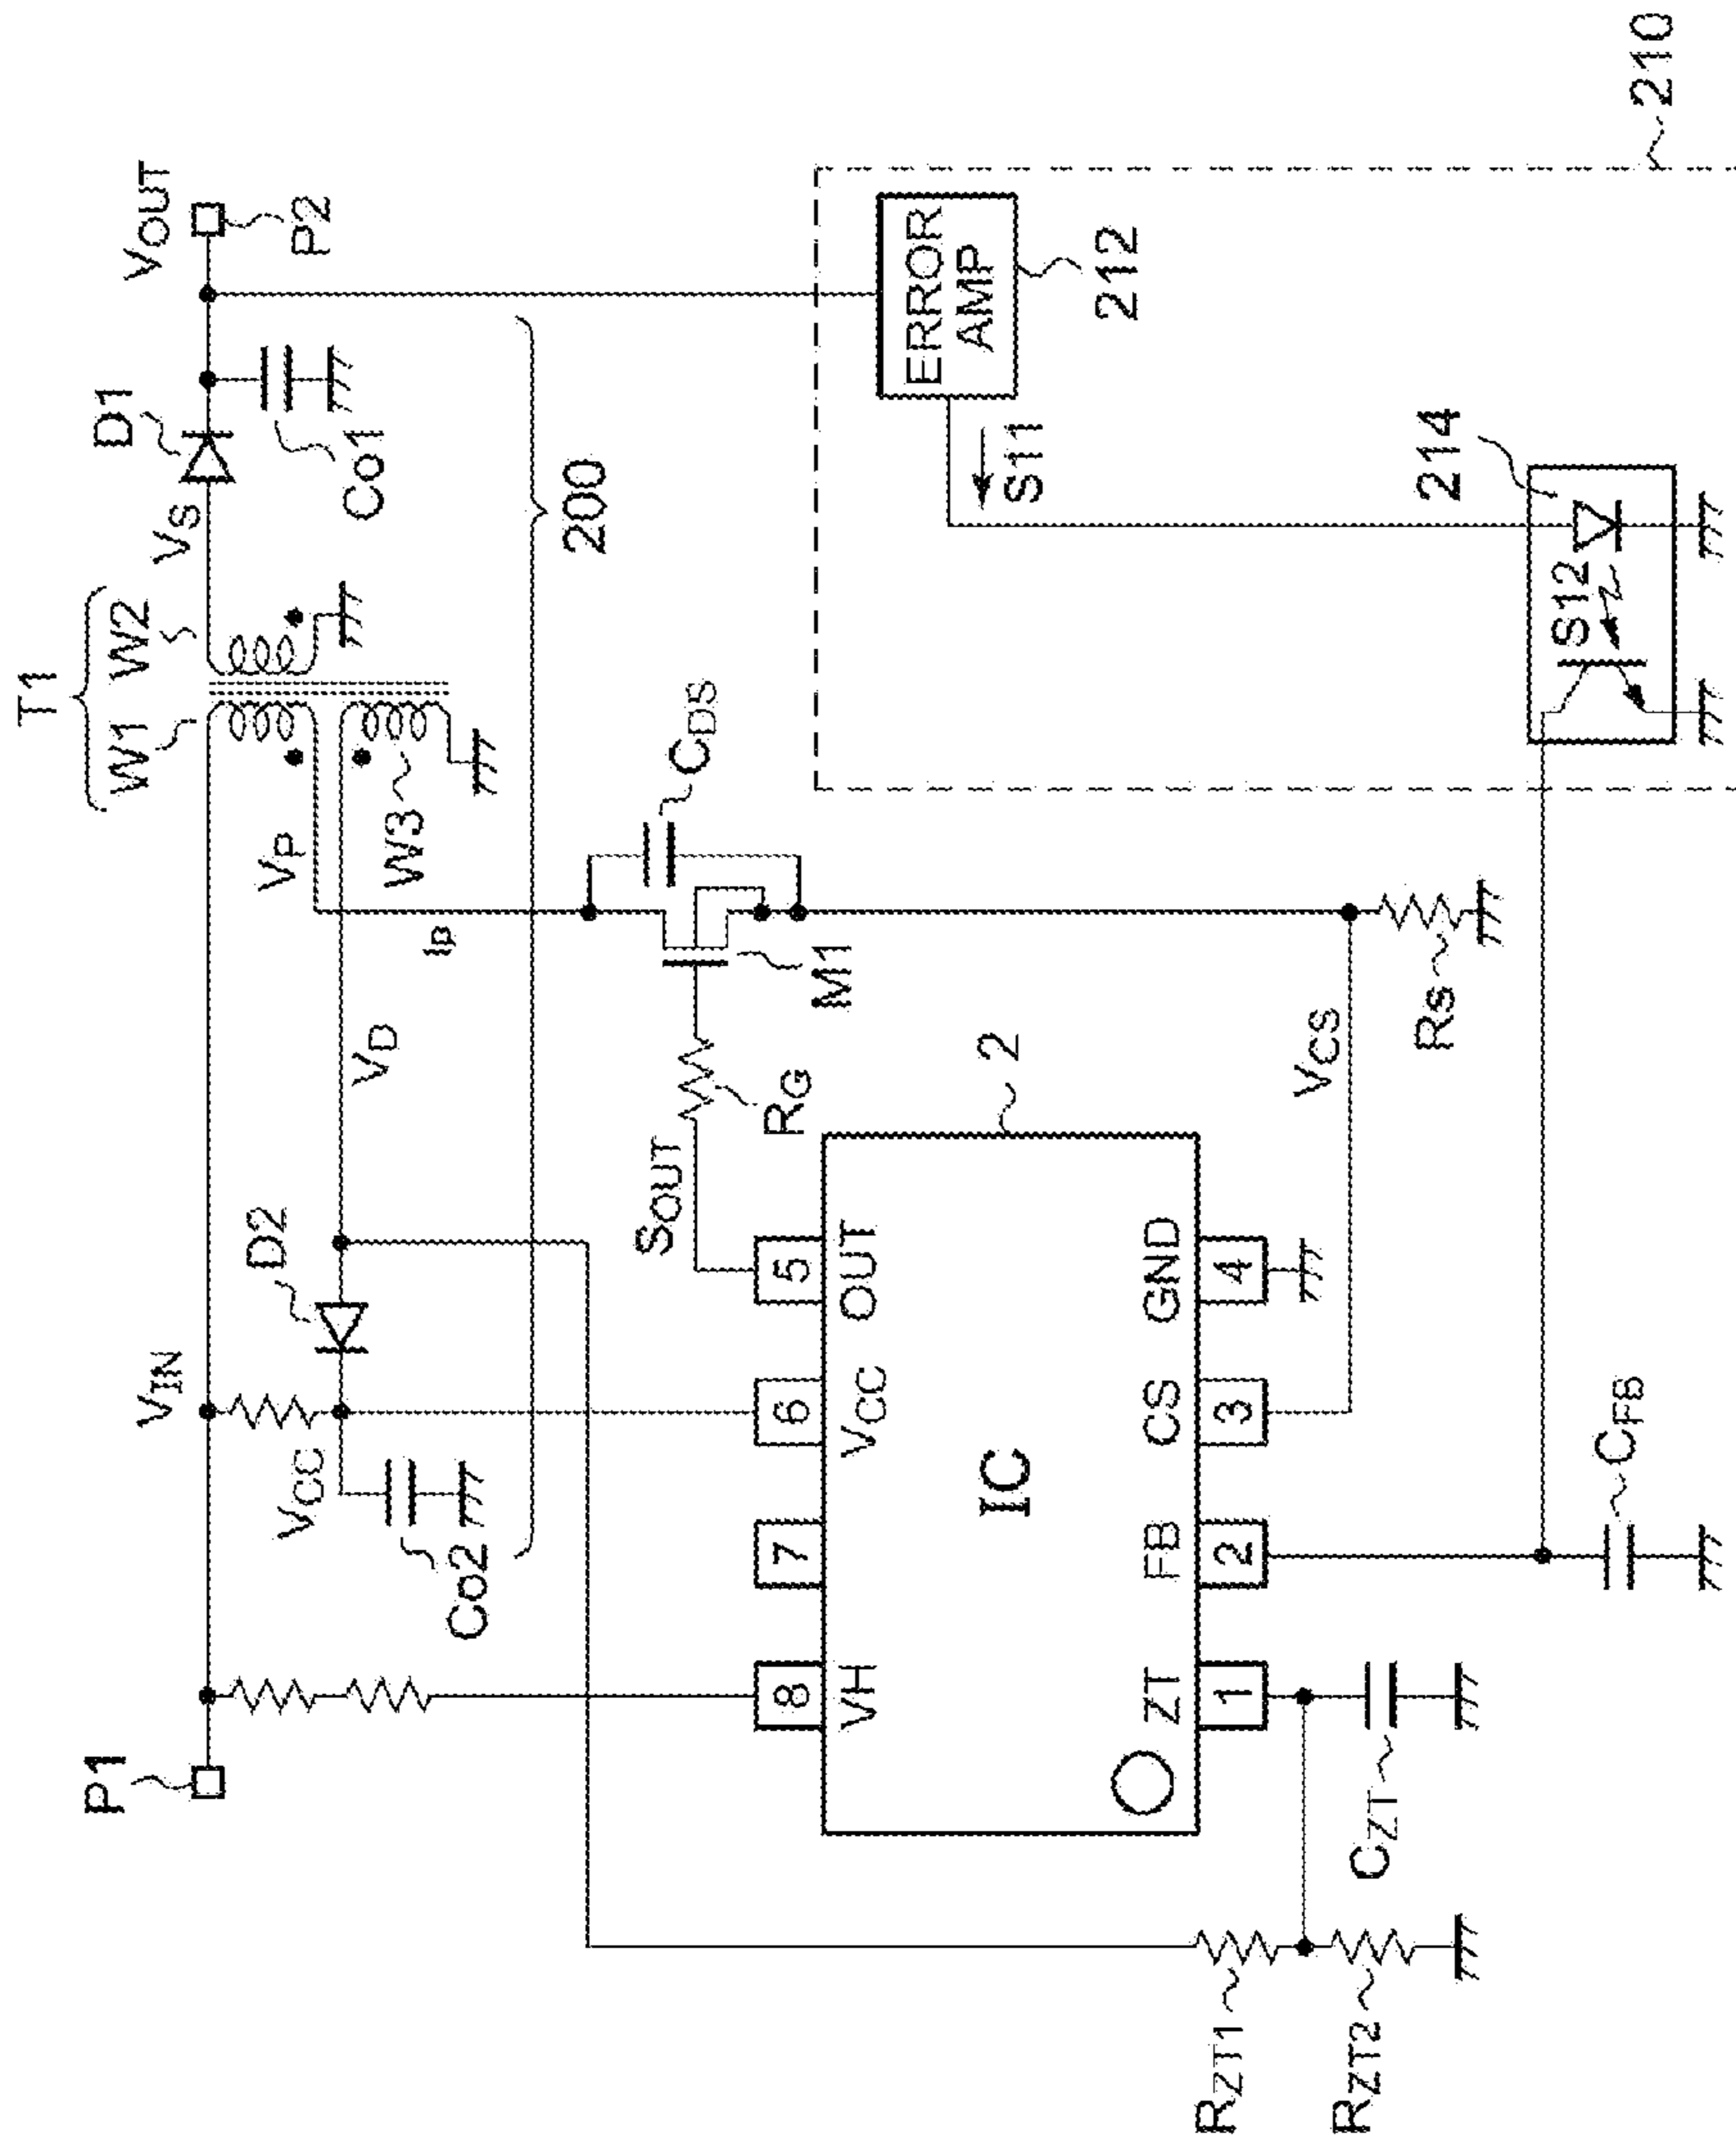 T1
W1
W2
D1
VOUT
P2
VS
Co1
P1
VIN
D2
VCC
Co2
VD
VP
W3
IP
200
CDS
M1
RG
SOUT
2
8
7
6
5
VH
VCC
OUT
IC
ZT
FB
CS
GND
1
2
3
4
VCS
RS
RZT1
RZT2
CZT
CFB
ERROR
AMP
212
S11
214
S12
210